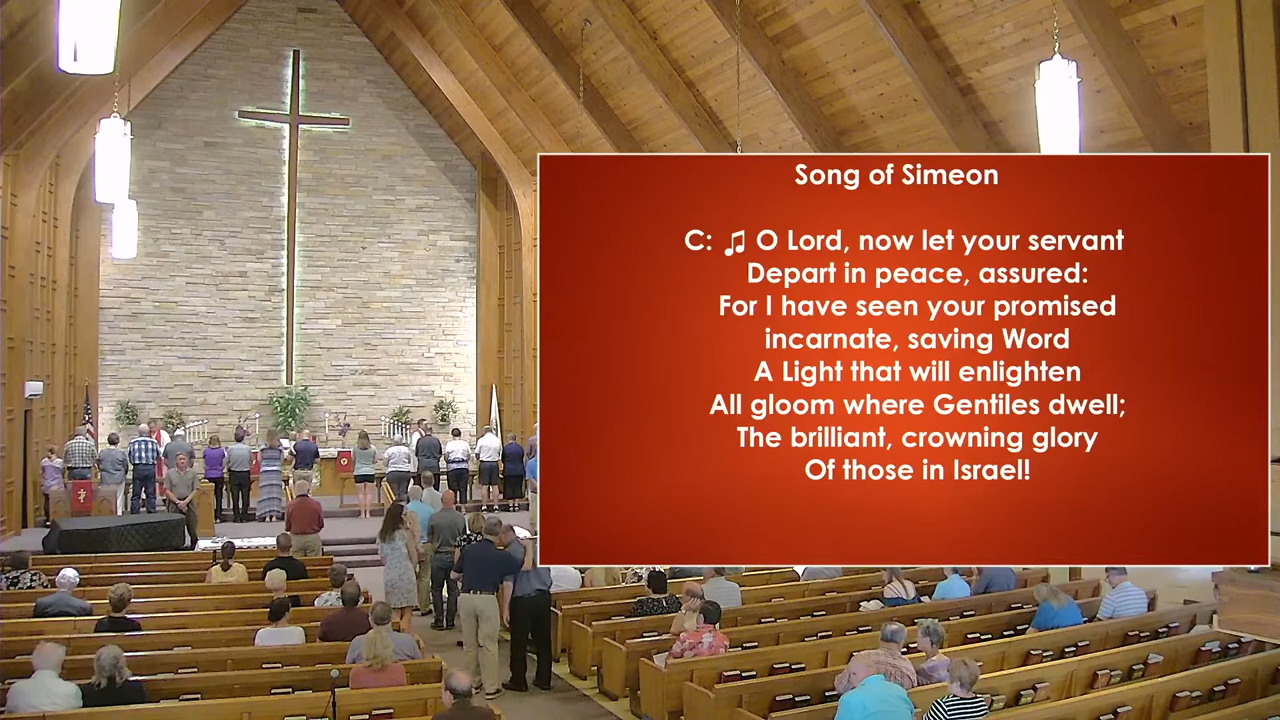 Song of Simeon
C: ♫ O Lord, now let your servant
Depart in peace, assured:
For I have seen your promised
incarnate, saving Word
A Light that will enlighten
All gloom where Gentiles dwell;
The brilliant, crowning glory
Of those in Israel!